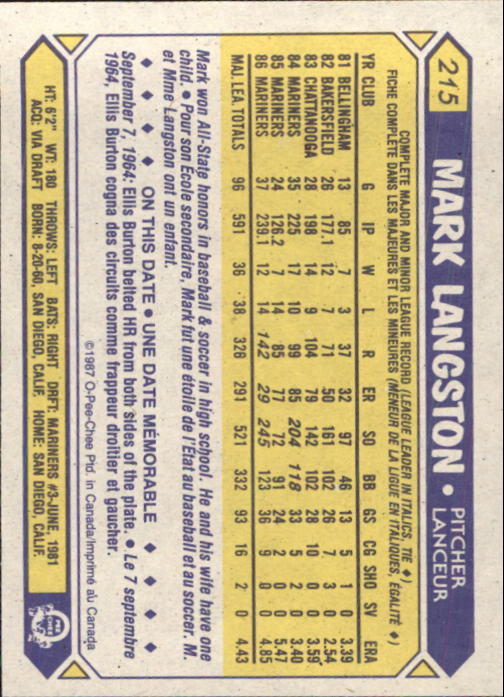 215 MARK LANGSTON • PITCHER LANCEUR
COMPLETE MAJOR AND MINOR LEAGUE RECORD (LEAGUE LEADER IN ITALICS, TIE ♦)
FICHE COMPLÈTE DANS LES MAJEURES ET LES MINEURES (MENEUR DE LA LIGUE EN ITALIQUES, ÉGALITÉ ♦)
YR CLUB G IP W L R ER SO BB GS CG SHO SV ERA
81 BELLINGHAM 13 85 7 3 37 32 97 46 13 5 1 0 3.39
82 BAKERSFIELD 26 177.1 12 7 71 50 161 102 26 7 3 0 2.54
83 CHATTANOOGA 28 198 14 9 104 79 142 102 28 10 0 0 3.59
84 MARINERS 35 225 17 10 99 85 204 118 33 5 2 0 3.40
85 MARINERS 24 126.2 7 14 85 77 72 91 24 2 0 0 5.47
86 MARINERS 37 239.1 12 14 142 129 245 123 36 9 0 0 4.85
MAJ. LEA. TOTALS 96 591 36 38 326 291 521 332 93 16 2 0 4.43
Mark won All-State honors in baseball & soccer in high school. He and his wife have one
child. • Pour son École secondaire, Mark fut une étoile de l'État au baseball et au soccer. M.
et Mme Langston ont un enfant.
♦ ♦ ♦ ♦ ON THIS DATE • UNE DATE MÉMORABLE ♦ ♦ ♦ ♦
September 7, 1964: Ellis Burton belted HR from both sides of the plate. • Le 7 septembre
1964, Ellis Burton cogna des circuits comme frappeur droitier et gaucher.
©1987 O-Pee-Chee Ptd. in Canada/Imprimé au Canada
HT: 6'2" WT: 180 THROWS: LEFT BATS: RIGHT DRFT: MARINERS #3-JUNE, 1981
ACQ: VIA DRAFT BORN: 8-20-60, SAN DIEGO, CALIF. HOME: SAN DIEGO, CALIF.
O PEE CHEE